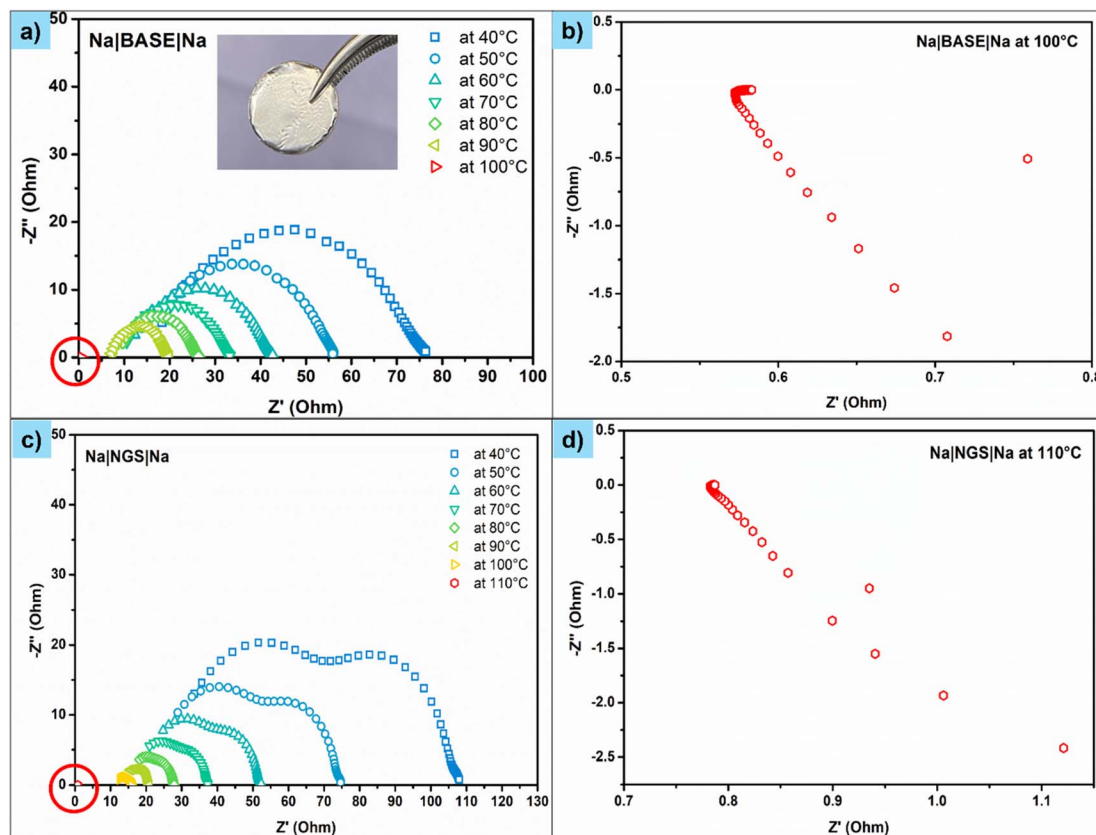 a)
Na|BASE|Na
at 40°C
at 50°C
at 60°C
at 70°C
at 80°C
at 90°C
at 100°C
50
40
30
20
10
0
-Z'' (Ohm)
0 10 20 30 40 50 60 70 80 90 100
Z' (Ohm)
b)
Na|BASE|Na at 100°C
0.5
0.0
-0.5
-1.0
-1.5
-2.0
-Z'' (Ohm)
0.5 0.6 0.7 0.8
Z' (Ohm)
c)
Na|NGS|Na
at 40°C
at 50°C
at 60°C
at 70°C
at 80°C
at 90°C
at 100°C
at 110°C
50
40
30
20
10
0
-Z'' (Ohm)
0 10 20 30 40 50 60 70 80 90 100 110 120 130
Z' (Ohm)
d)
Na|NGS|Na at 110°C
0.5
0.0
-0.5
-1.0
-1.5
-2.0
-2.5
-Z'' (Ohm)
0.7 0.8 0.9 1.0 1.1
Z' (Ohm)